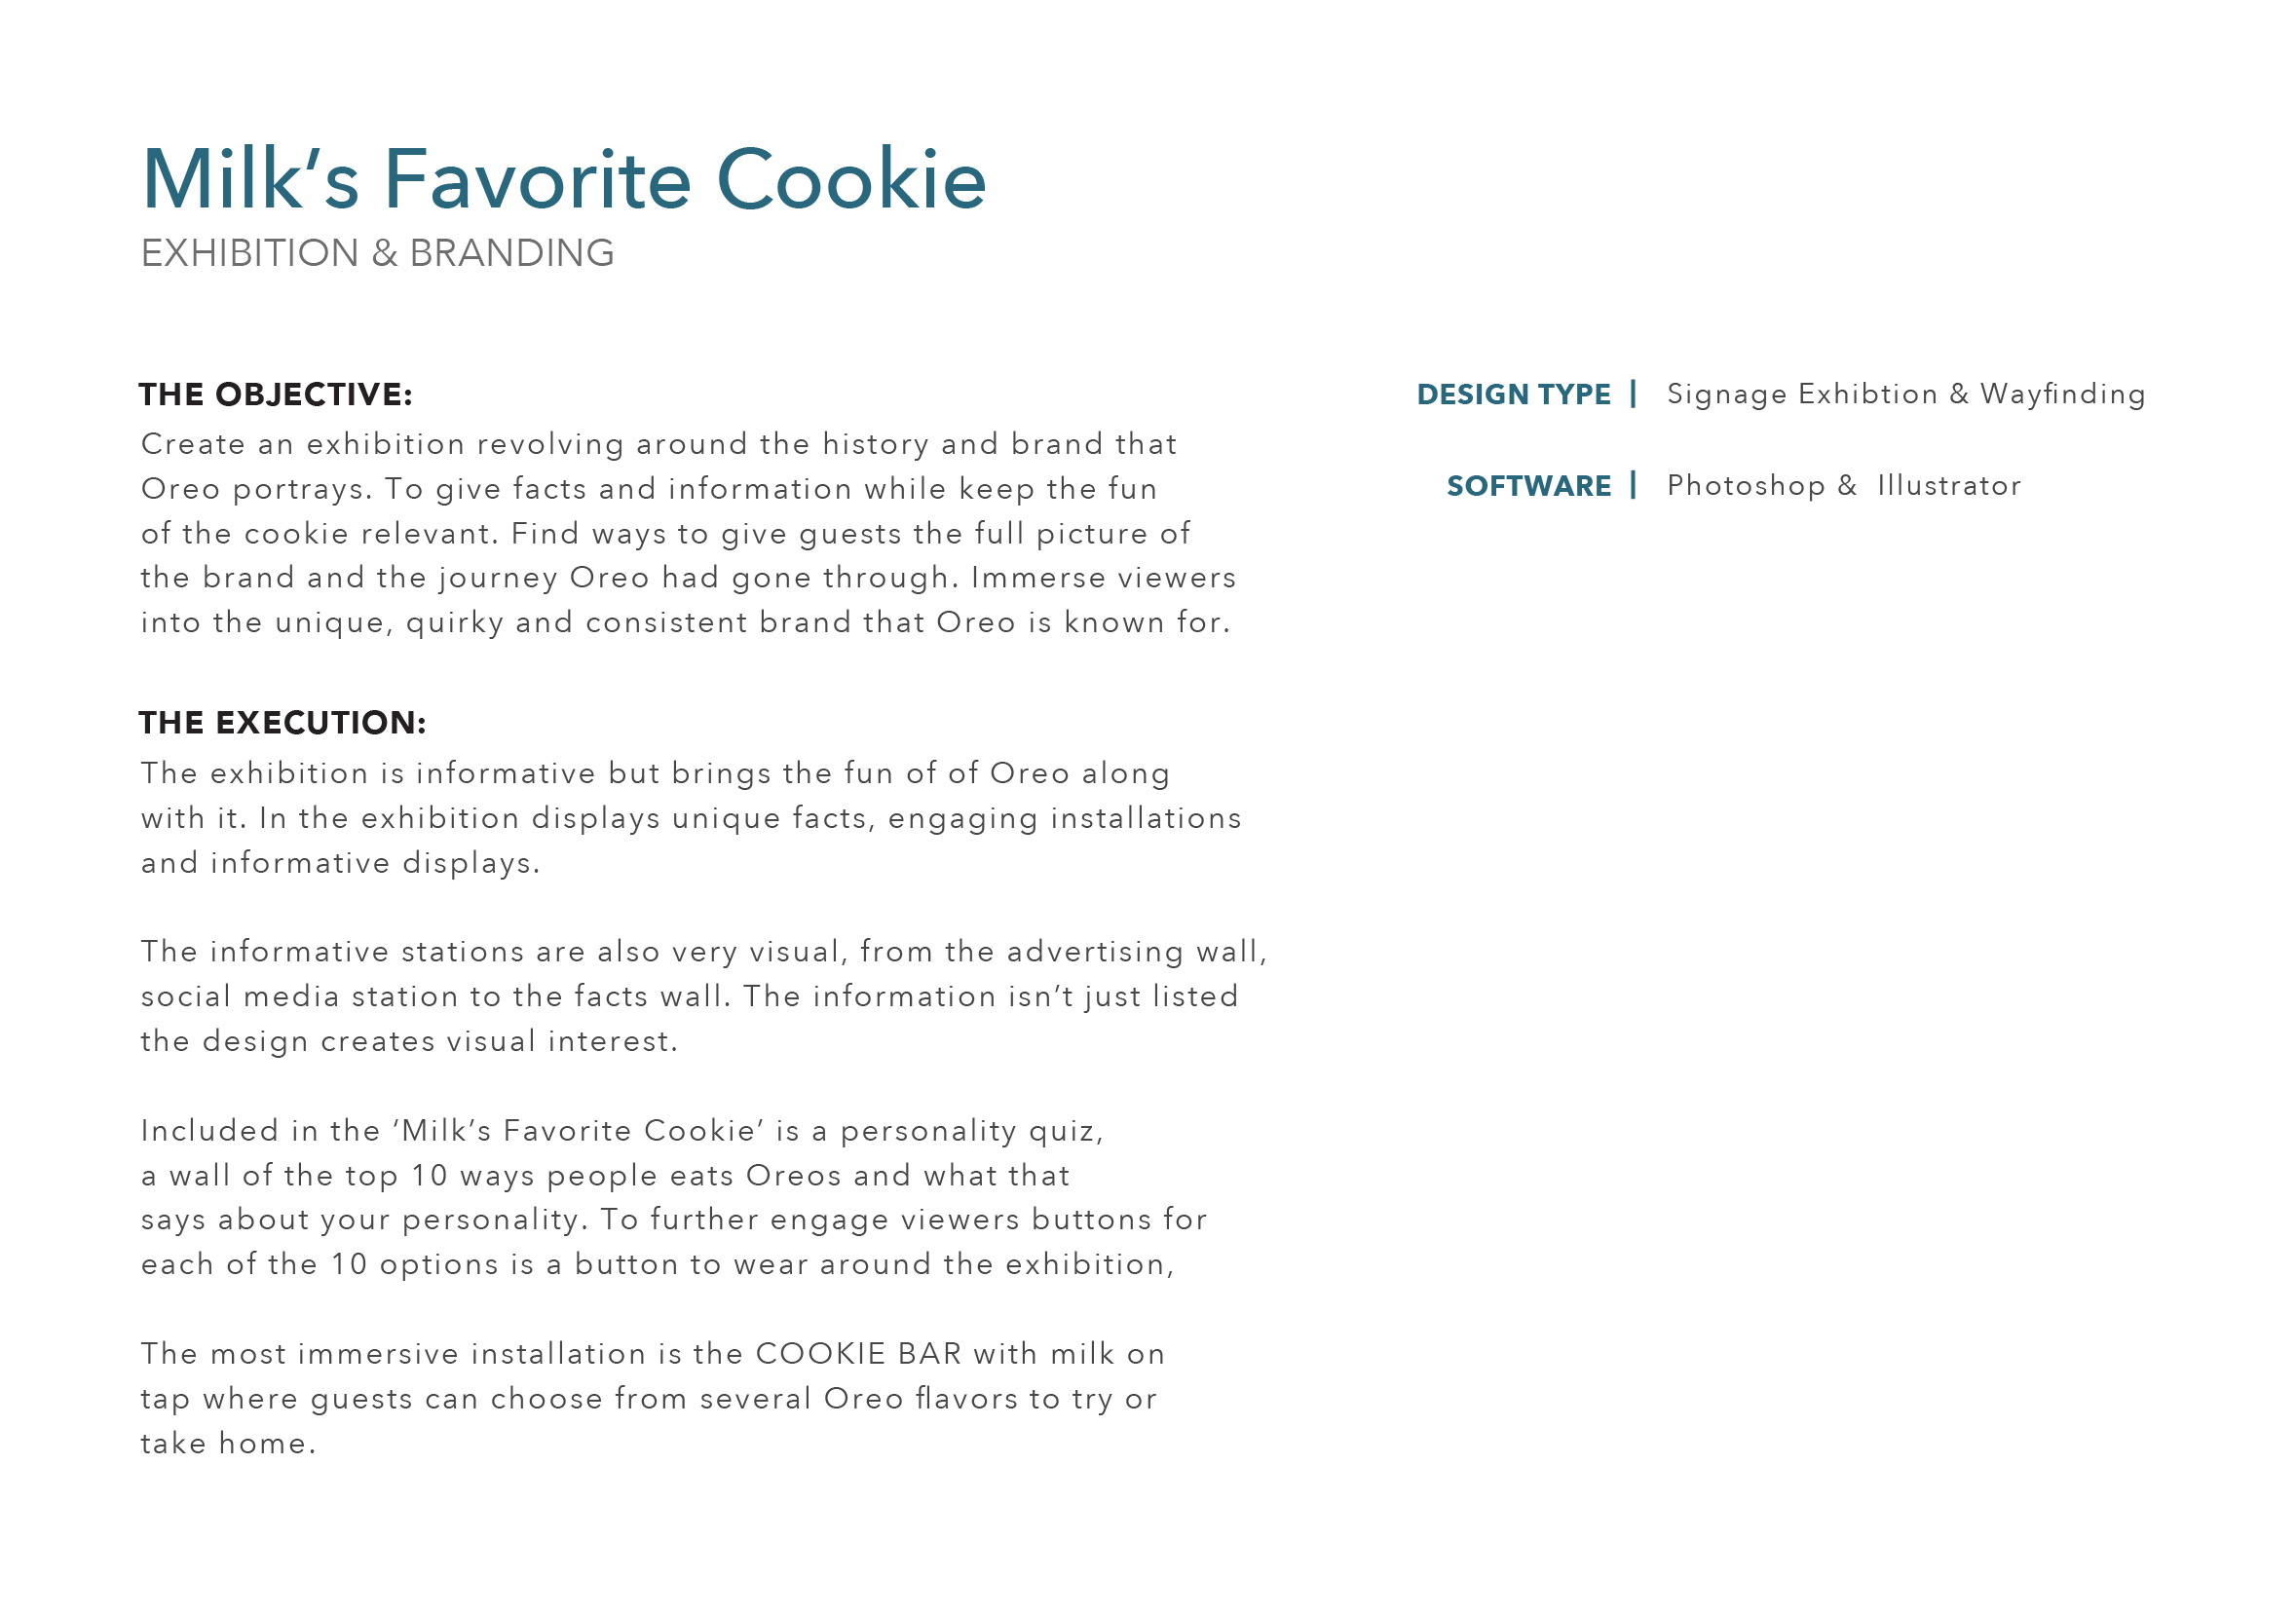 Milk’s Favorite Cookie
EXHIBITION & BRANDING
THE OBJECTIVE:
Create an exhibition revolving around the history and brand that
Oreo portrays. To give facts and information while keep the fun
of the cookie relevant. Find ways to give guests the full picture of
the brand and the journey Oreo had gone through. Immerse viewers
into the unique, quirky and consistent brand that Oreo is known for.
THE EXECUTION:
The exhibition is informative but brings the fun of of Oreo along
with it. In the exhibition displays unique facts, engaging installations
and informative displays.
The informative stations are also very visual, from the advertising wall,
social media station to the facts wall. The information isn’t just listed
the design creates visual interest.
Included in the ‘Milk’s Favorite Cookie’ is a personality quiz,
a wall of the top 10 ways people eats Oreos and what that
says about your personality. To further engage viewers buttons for
each of the 10 options is a button to wear around the exhibition,
The most immersive installation is the COOKIE BAR with milk on
tap where guests can choose from several Oreo flavors to try or
take home.
DESIGN TYPE | Signage Exhibtion & Wayfinding
SOFTWARE | Photoshop & Illustrator